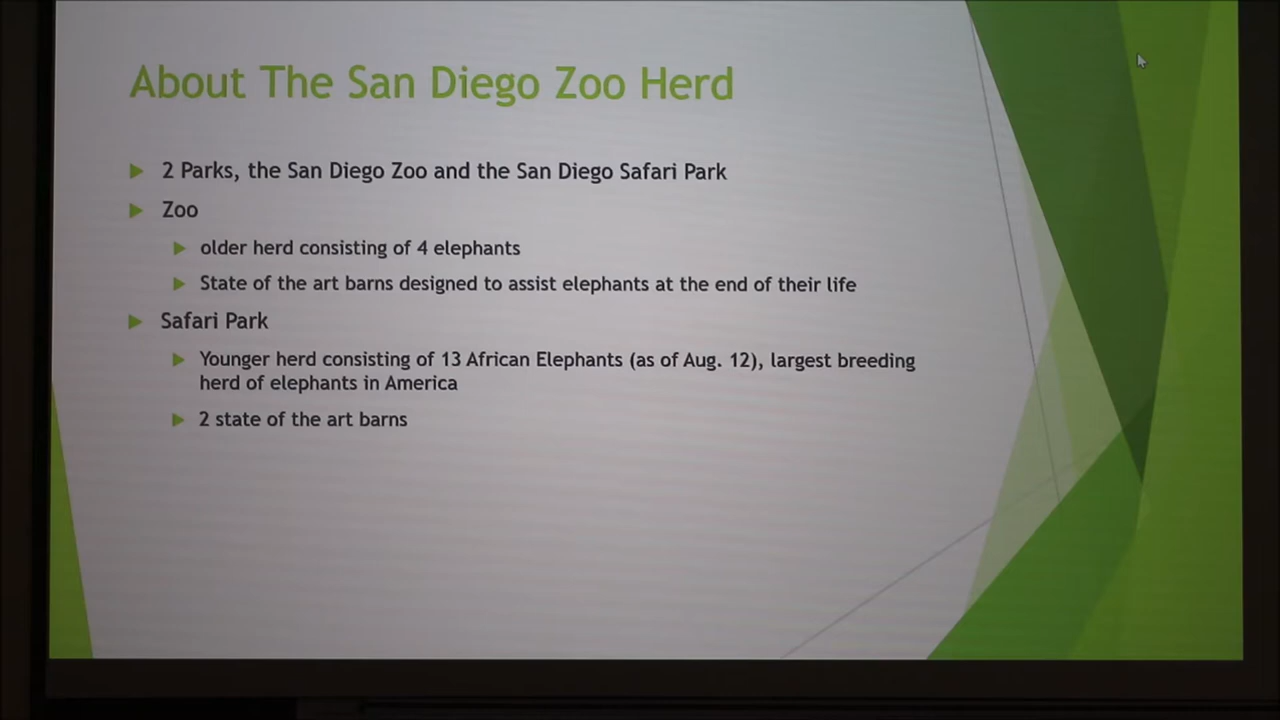 About The San Diego Zoo Herd
2 Parks, the San Diego Zoo and the San Diego Safari Park
Zoo
older herd consisting of 4 elephants
State of the art barns designed to assist elephants at the end of their life
Safari Park
Younger herd consisting of 13 African Elephants (as of Aug. 12), largest breeding
herd of elephants in America
2 state of the art barns